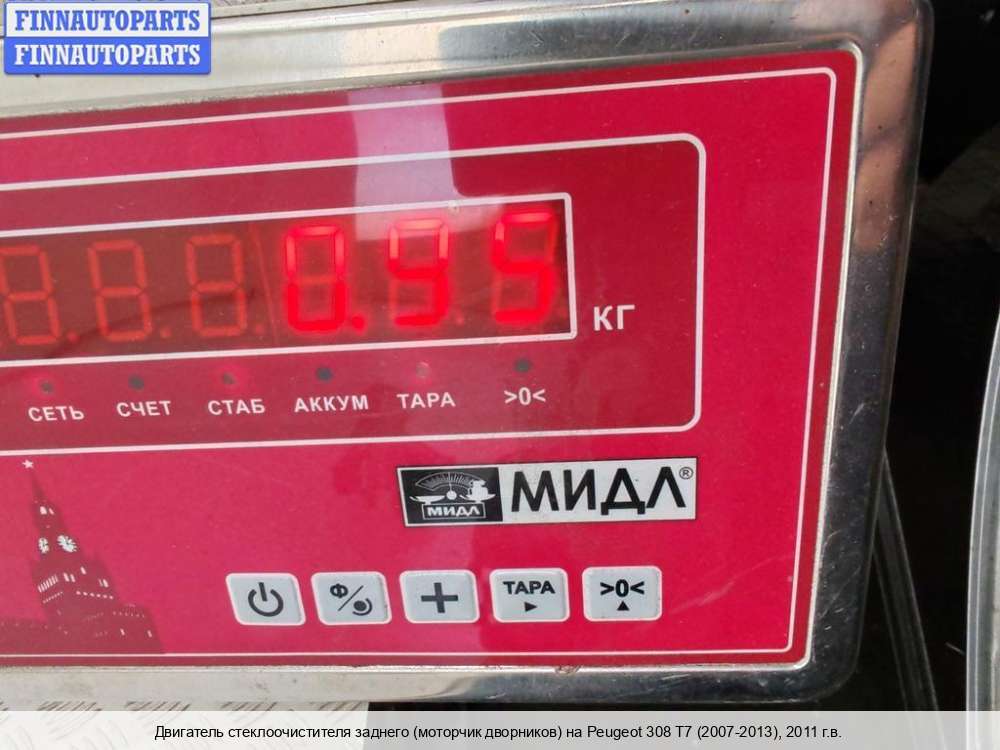 FINNAUTOPARTS
FINNAUTOPARTS
0.95
КГ
СЕТЬ СЧЕТ СТАБ АККУМ ТАРА >0<
МИДЛ МИДЛ®
Ф/ + ТАРА >0<
Двигатель стеклоочистителя заднего (моторчик дворников) на Peugeot 308 T7 (2007-2013), 2011 г.в.